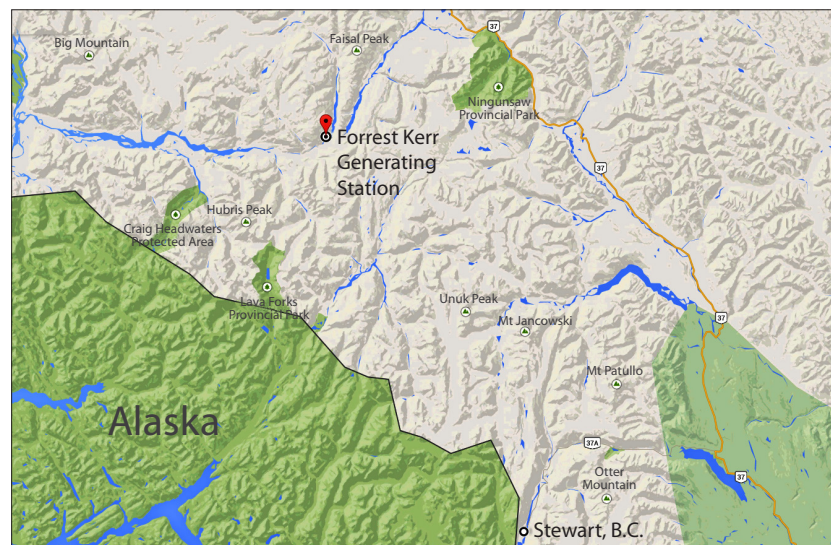 37
Big Mountain
Faisal Peak
Ningunsaw
Provincial Park
Forrest Kerr
Generating
Station
37
Hubris Peak
Craig Headwaters
Protected Area
Lava Forks
Provincial Park
Unuk Peak
Mt Jancowski
37
Mt Patullo
Alaska
37A
Otter
Mountain
37
Stewart, B.C.